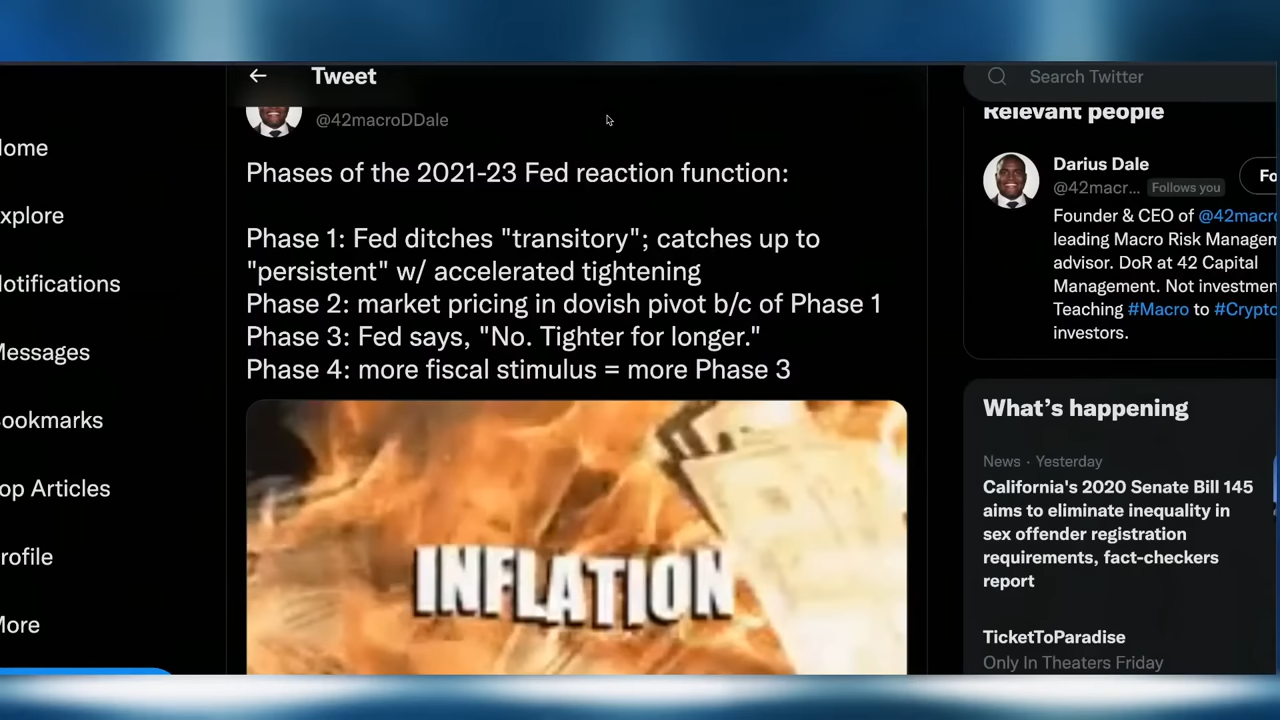 Tweet
@42macroDDale
Phases of the 2021-23 Fed reaction function:
Phase 1: Fed ditches "transitory"; catches up to
"persistent" w/ accelerated tightening
Phase 2: market pricing in dovish pivot b/c of Phase 1
Phase 3: Fed says, "No. Tighter for longer."
Phase 4: more fiscal stimulus = more Phase 3
INFLATION
ome
xplore
otifications
essages
ookmarks
op Articles
rofile
ore
Search Twitter
Relevant people
Darius Dale
@42macr... Follows you
Fo
Founder & CEO of @42macro
leading Macro Risk Managem
advisor. DoR at 42 Capital
Management. Not investmen
Teaching #Macro to #Crypto
investors.
What's happening
News · Yesterday
California's 2020 Senate Bill 145
aims to eliminate inequality in
sex offender registration
requirements, fact-checkers
report
TicketToParadise
Only In Theaters Friday